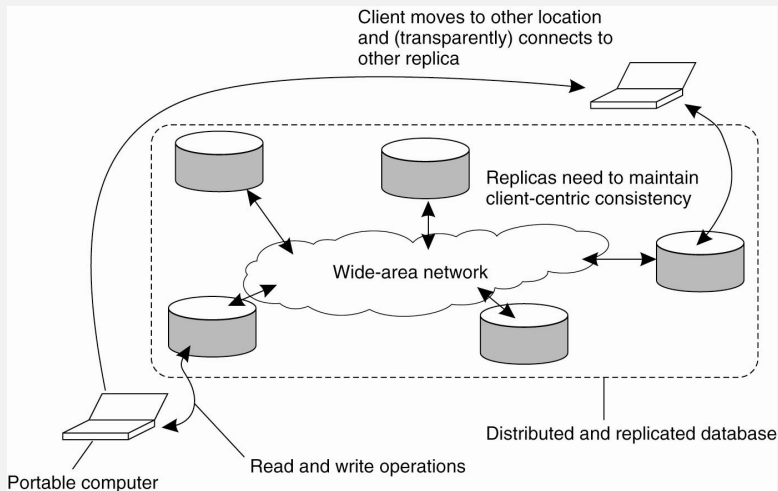 Client moves to other location
and (transparently) connects to
other replica
Replicas need to maintain
client-centric consistency
Wide-area network
Distributed and replicated database
Read and write operations
Portable computer